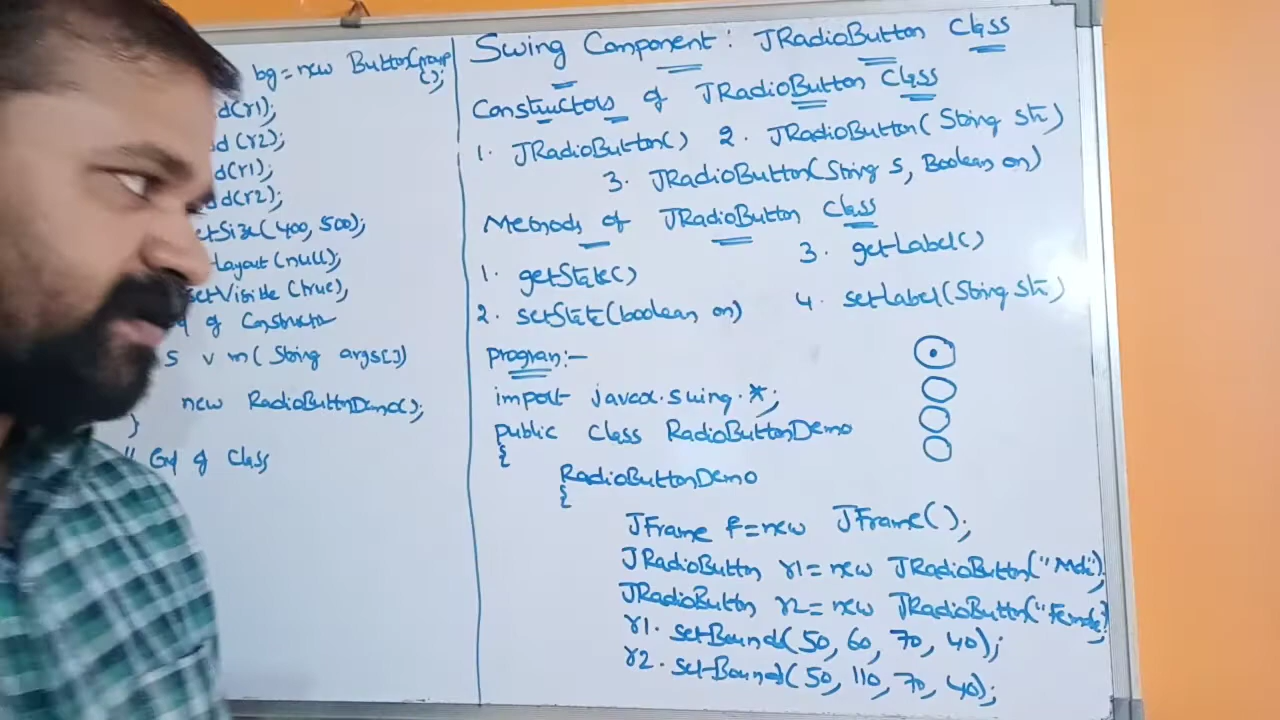 bg = new ButtonGroup
();
d(r1);
d(r2);
d(r1);
d(r2);
etSize(400, 500);
Layout(null);
setVisible(true);
of Constructor
S v m( String args[])
new RadioButtonDemo();
}
// End of Class
Swing Component: JRadioButton Class
Constructors of JRadioButton Class
1. JRadioButton() 2. JRadioButton( String str)
3. JRadioButton(String s, Boolean on)
Methods of JRadioButton Class
1. getState() 3. getLabel()
2. setState(boolean on) 4. setLabel(String str)
program:-
import javax.swing.*;
public class RadioButtonDemo
{
RadioButtonDemo
{
JFrame f=new JFrame();
JRadioButton r1=new JRadioButton("Male);
JRadioButton r2=new JRadioButton("Female);
r1. setBounds(50, 60, 70, 40);
r2. setBounds(50, 110, 70, 40);